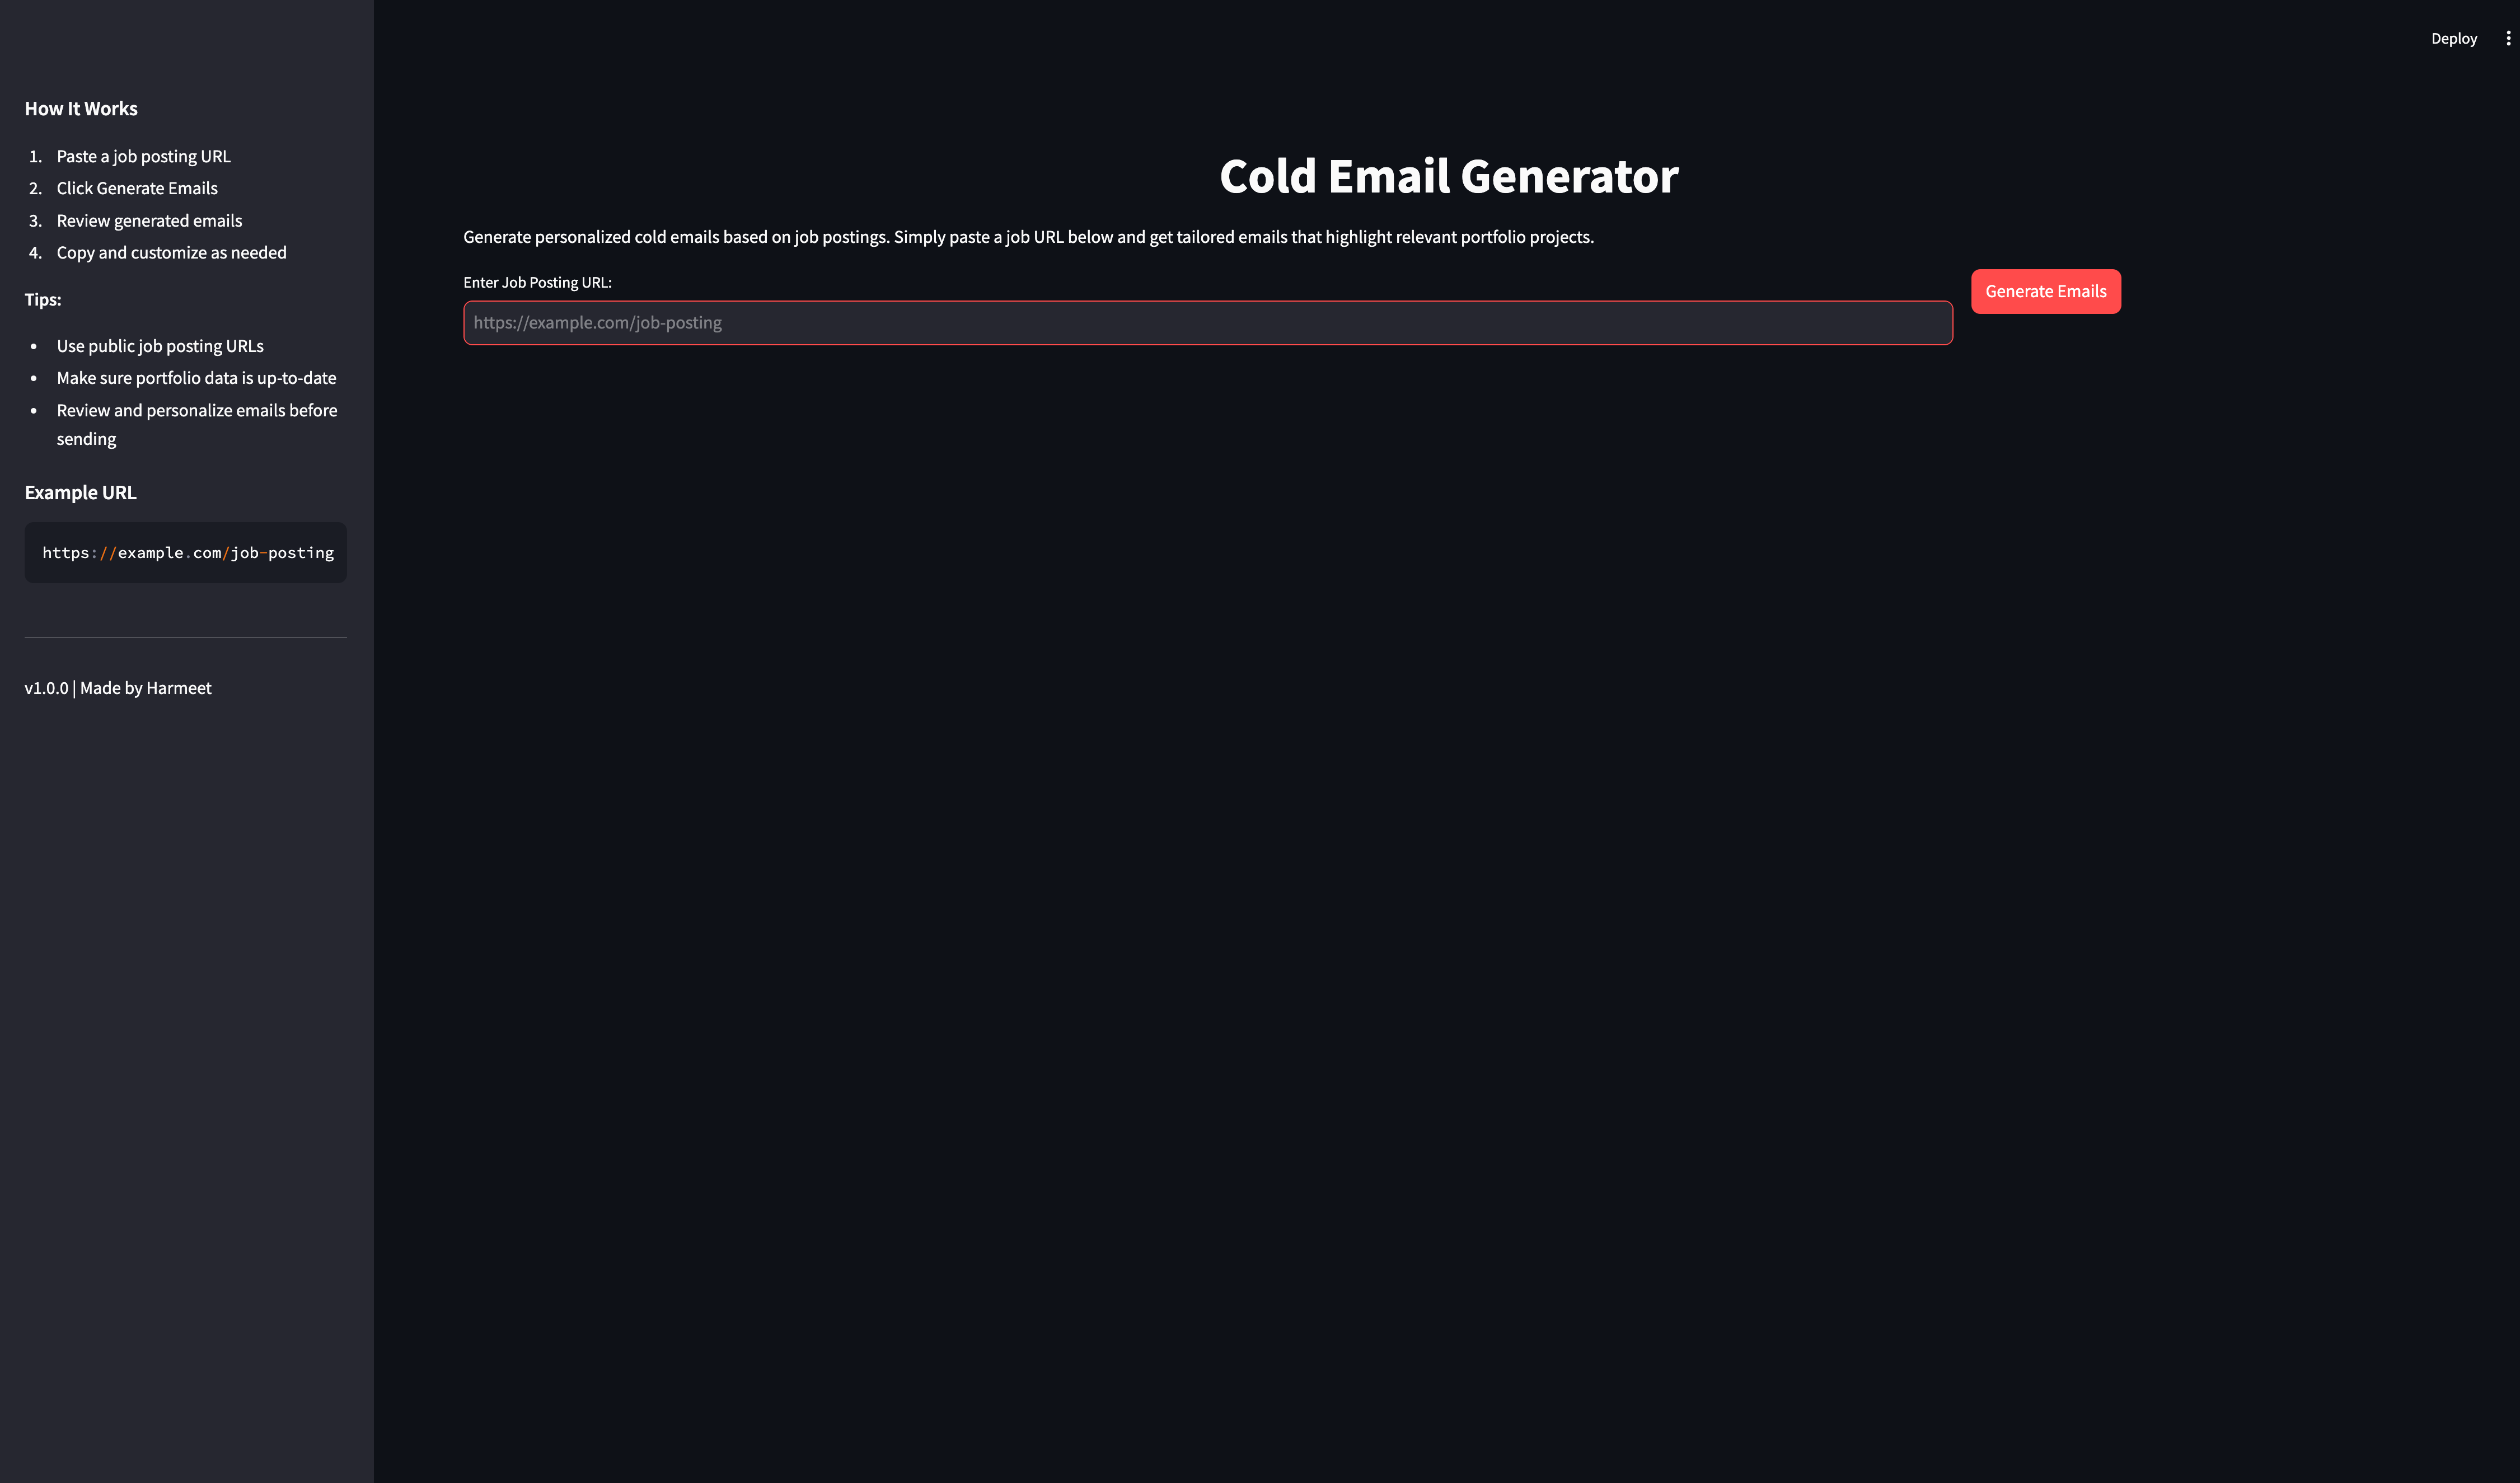 Deploy
How It Works
1. Paste a job posting URL
2. Click Generate Emails
3. Review generated emails
4. Copy and customize as needed
Tips:
• Use public job posting URLs
• Make sure portfolio data is up-to-date
• Review and personalize emails before
sending
Example URL
https://example.com/job-posting
v1.0.0 | Made by Harmeet
Cold Email Generator
Generate personalized cold emails based on job postings. Simply paste a job URL below and get tailored emails that highlight relevant portfolio projects.
Enter Job Posting URL:
https://example.com/job-posting
Generate Emails